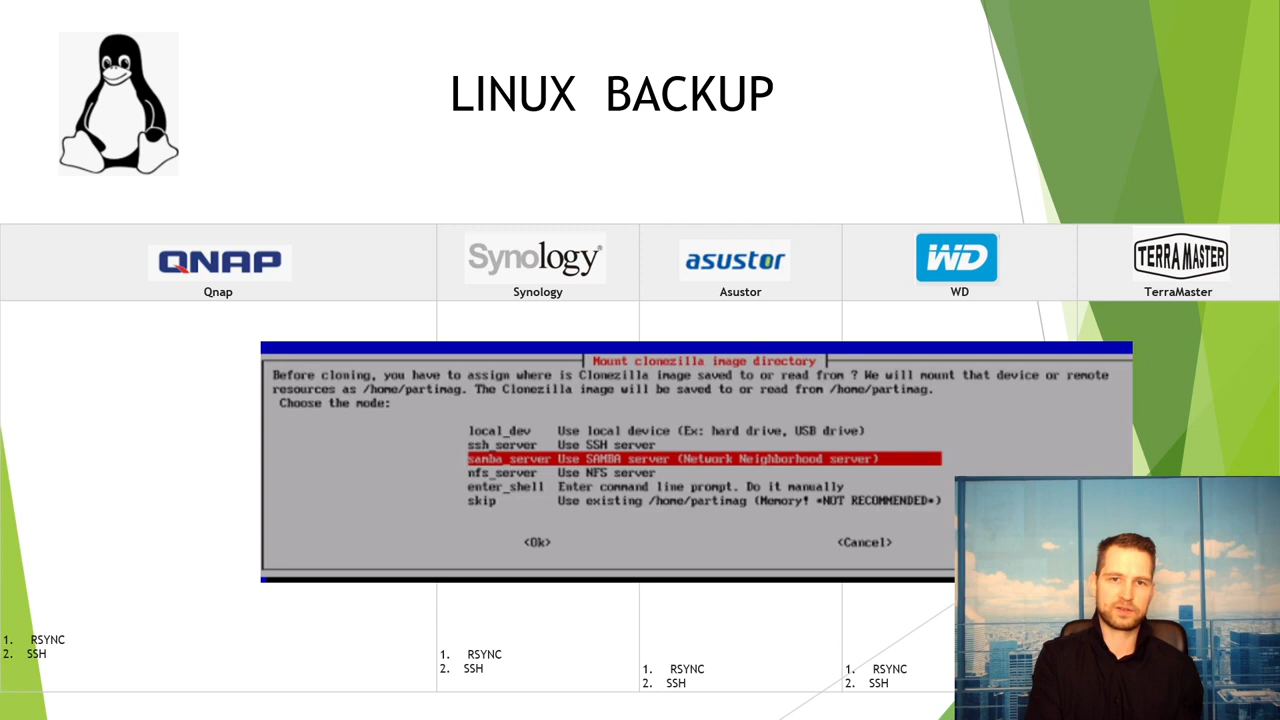 LINUX BACKUP
QNAP
Synology
asustor
WD
TERRA MASTER
Qnap
Synology
Asustor
WD
TerraMaster
Mount clonezilla image directory
Before cloning, you have to assign where is Clonezilla image saved to or read from ? We will mount that device or remote
resources as /home/partimag. The Clonezilla image will be saved to or read from /home/partimag.
Choose the mode:
local_dev Use local device (Ex: hard drive, USB drive)
ssh_server Use SSH server
samba_server Use SAMBA server (Network Neighborhood server)
nfs_server Use NFS server
enter_shell Enter command line prompt. Do it manually
skip Use existing /home/partimag (Memory! *NOT RECOMMENDED*)
<Ok> <Cancel>
1. RSYNC
2. SSH
1. RSYNC
2. SSH
1. RSYNC
2. SSH
1. RSYNC
2. SSH